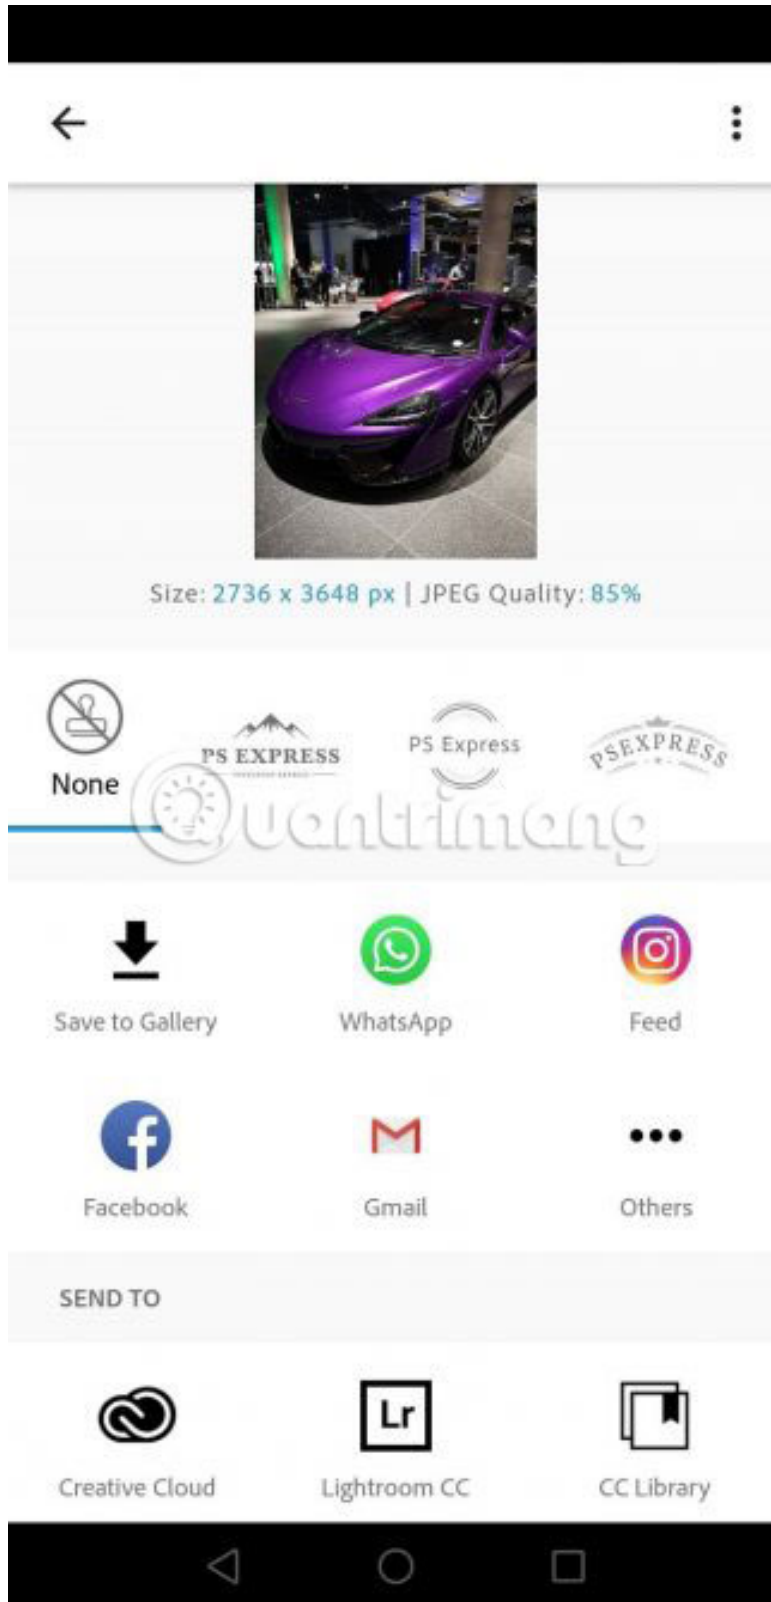 Size: 2736 x 3648 px | JPEG Quality: 85%
None
PS EXPRESS
PS Express
PSEXPRESS
Quantrimang
Save to Gallery
WhatsApp
Feed
Facebook
Gmail
Others
SEND TO
Lr
Creative Cloud
Lightroom CC
CC Library